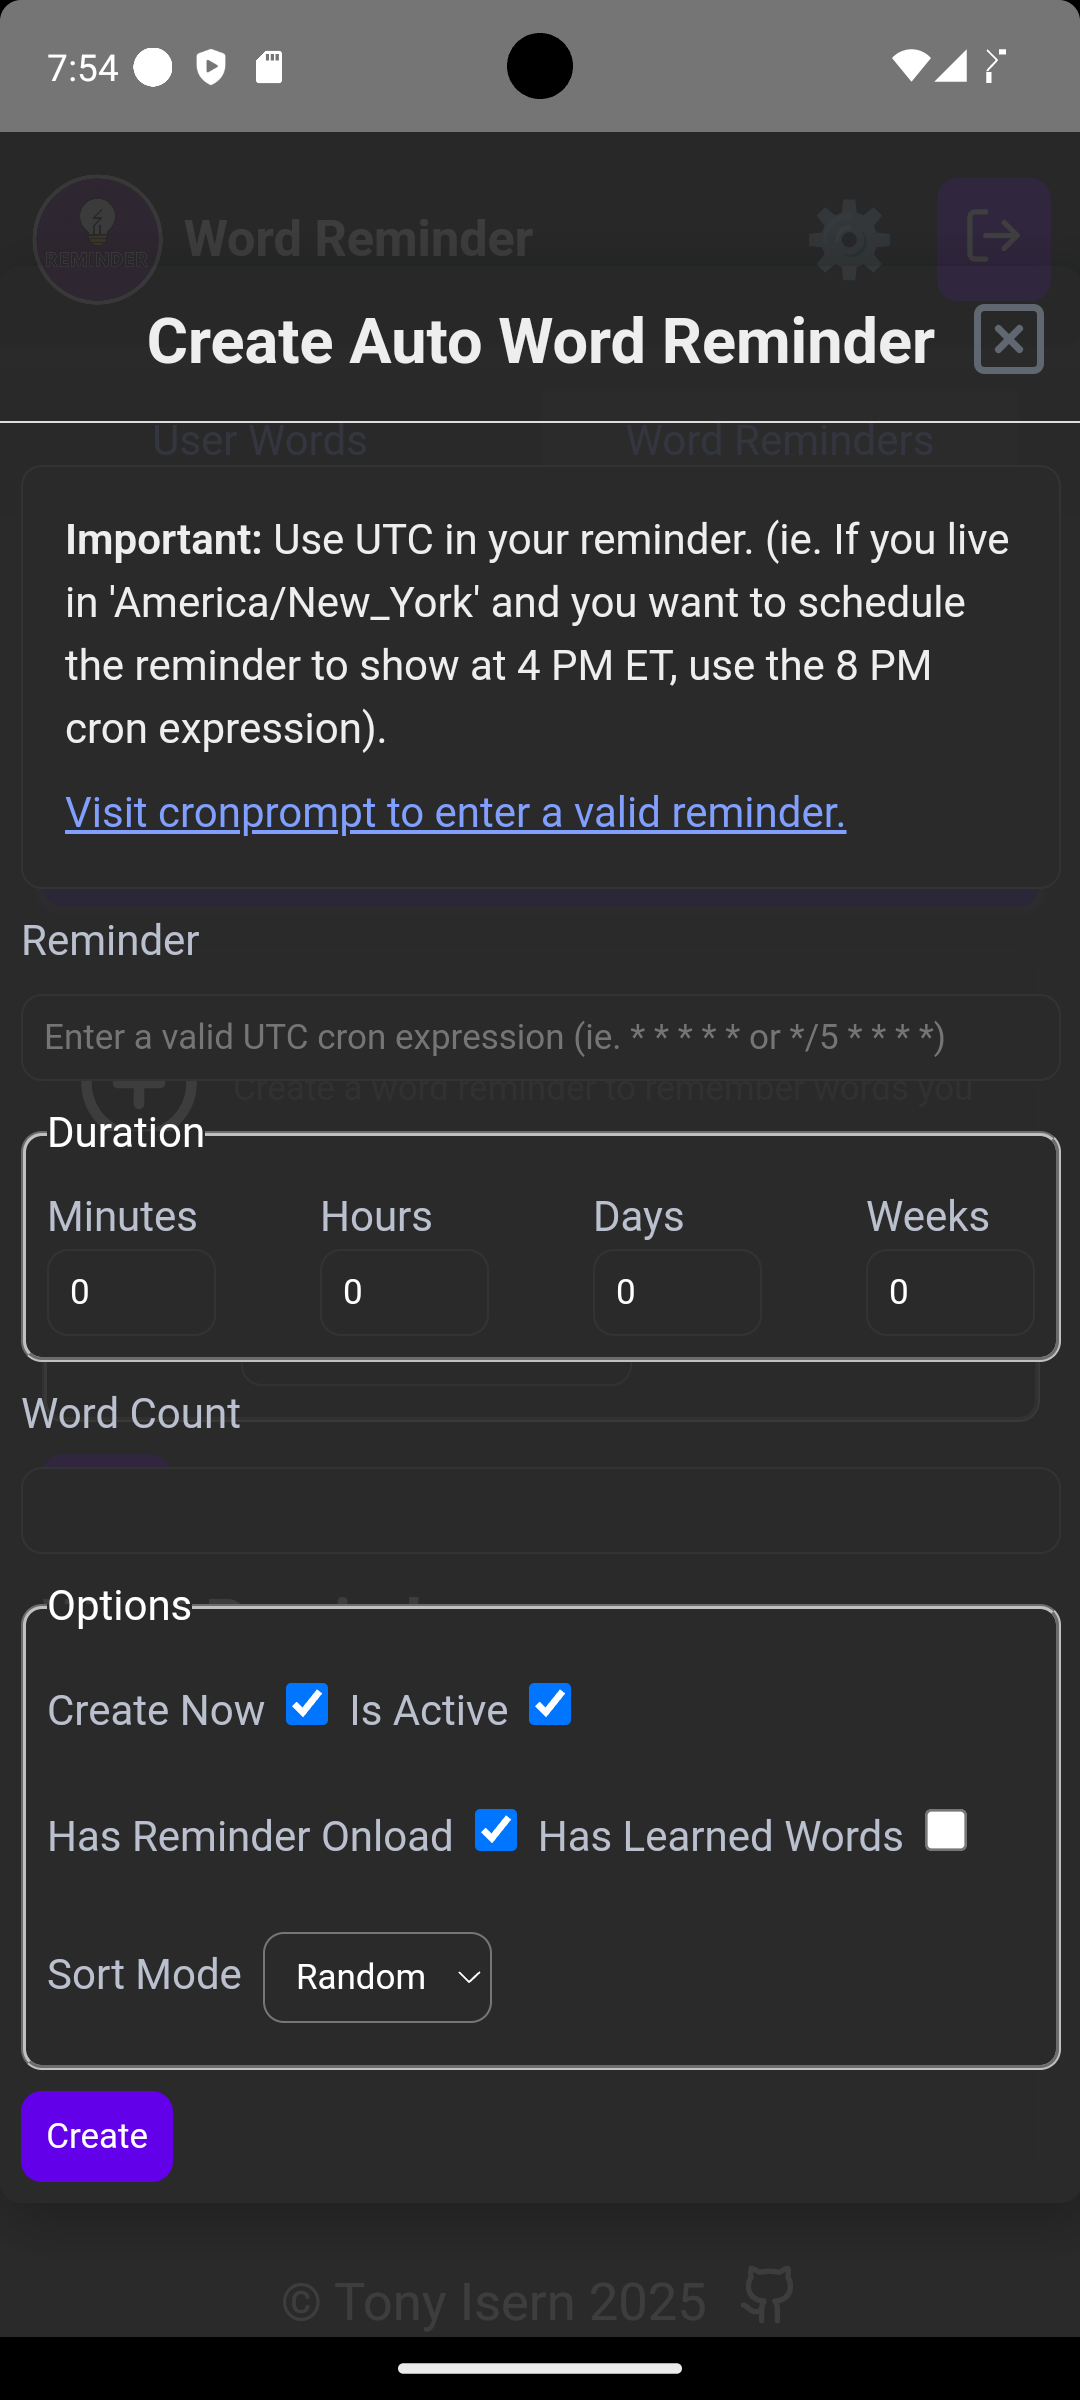 7:54
REMINDER
Word Reminder
Create Auto Word Reminder
User Words
Word Reminders
Important: Use UTC in your reminder. (ie. If you live
in 'America/New_York' and you want to schedule
the reminder to show at 4 PM ET, use the 8 PM
cron expression).
Visit cronprompt to enter a valid reminder.
Reminder
Enter a valid UTC cron expression (ie. * * * * * or */5 * * * *)
Create a word reminder to remember words you
Duration
Minutes Hours Days Weeks
0 0 0 0
Word Count
Options
Create Now Is Active
Has Reminder Onload Has Learned Words
Sort Mode Random
Create
© Tony Isern 2025